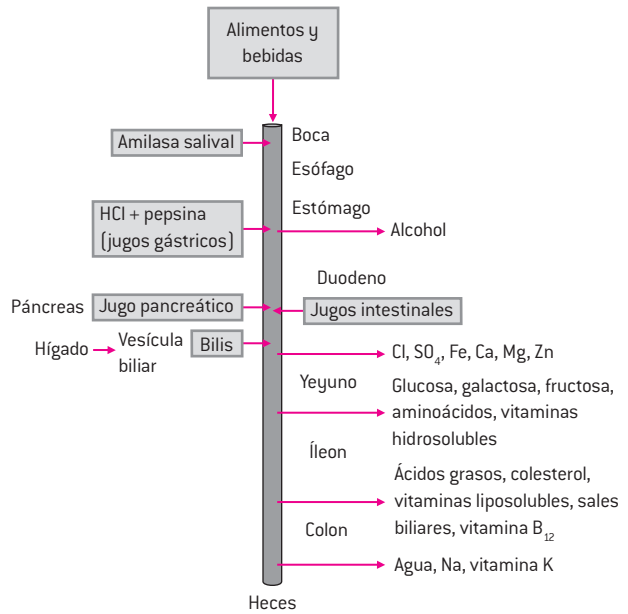 Alimentos y
bebidas
Boca
Amilasa salival
Esófago
Estómago
HCl + pepsina
(jugos gástricos)
Alcohol
Duodeno
Páncreas
Jugo pancreático
Jugos intestinales
Hígado
Vesícula
biliar
Bilis
Cl, SO₄, Fe, Ca, Mg, Zn
Yeyuno
Glucosa, galactosa, fructosa,
aminoácidos, vitaminas
hidrosolubles
Íleon
Ácidos grasos, colesterol,
vitaminas liposolubles, sales
biliares, vitamina B₁₂
Colon
Agua, Na, vitamina K
Heces